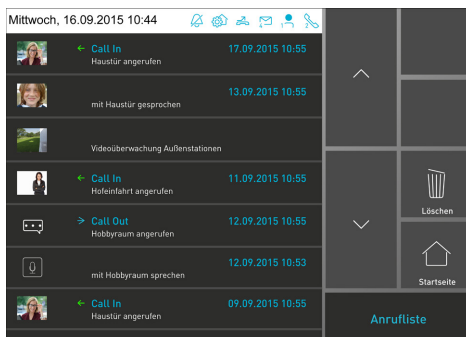 Mittwoch, 16.09.2015 10:44
Call In 17.09.2015 10:55
Haustür angerufen
13.09.2015 10:55
mit Haustür gesprochen
Videoüberwachung Außenstationen
Call In 11.09.2015 10:55
Hofeinfahrt angerufen
Call Out 12.09.2015 10:55
Hobbyraum angerufen
12.09.2015 10:53
mit Hobbyraum sprechen
Call In 09.09.2015 10:55
Haustür angerufen
Löschen
Startseite
Anrufliste